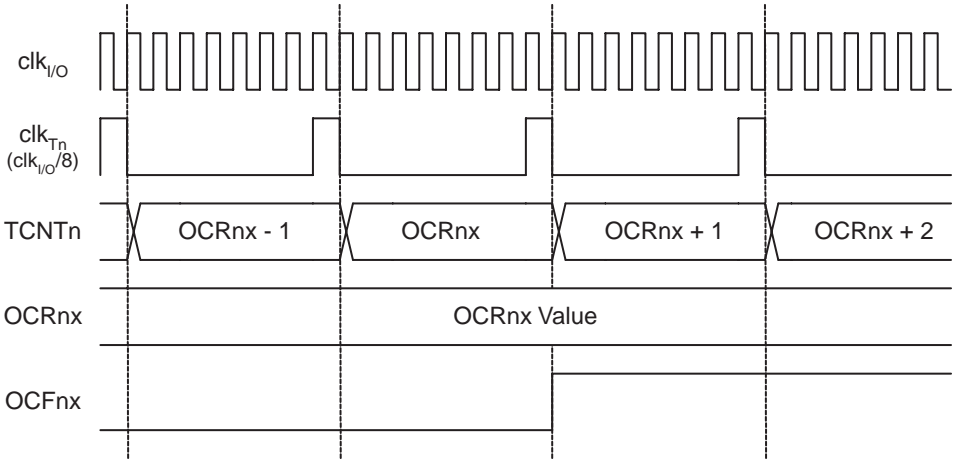 clkI/O
clkTn
(clkI/O/8)
TCNTn OCRnx - 1 OCRnx OCRnx + 1 OCRnx + 2
OCRnx OCRnx Value
OCFnx